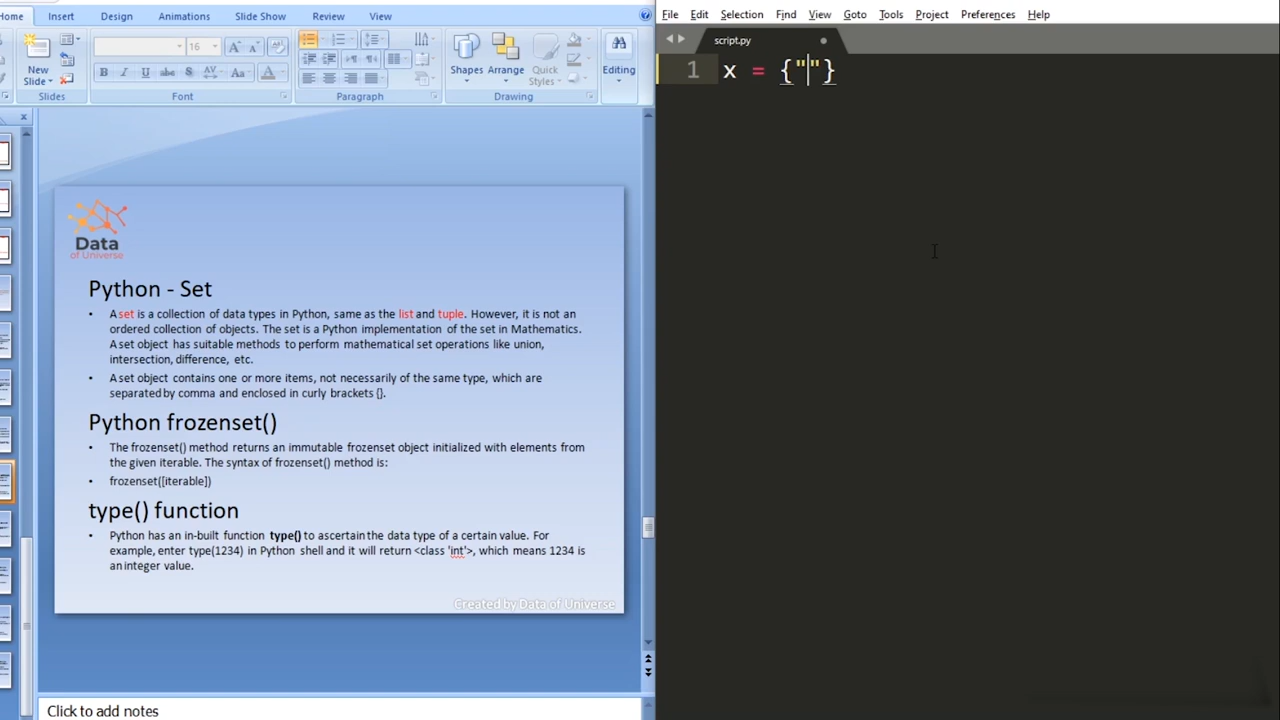 Home Insert Design Animations Slide Show Review View
File Edit Selection Find View Goto Tools Project Preferences Help
script.py
16
New
Slide
Shapes
Arrange
Quick
Styles
Editing
B I U abc S AV Aa A
Slides Font Paragraph Drawing
1 x = {""}
Data
of Universe
Python - Set
• A set is a collection of data types in Python, same as the list and tuple. However, it is not an
ordered collection of objects. The set is a Python implementation of the set in Mathematics.
A set object has suitable methods to perform mathematical set operations like union,
intersection, difference, etc.
• A set object contains one or more items, not necessarily of the same type, which are
separated by comma and enclosed in curly brackets {}.
Python frozenset()
• The frozenset() method returns an immutable frozenset object initialized with elements from
the given iterable. The syntax of frozenset() method is:
• frozenset([iterable])
type() function
• Python has an in-built function type() to ascertain the data type of a certain value. For
example, enter type(1234) in Python shell and it will return <class 'int'>, which means 1234 is
an integer value.
Created by Data of Universe
Click to add notes